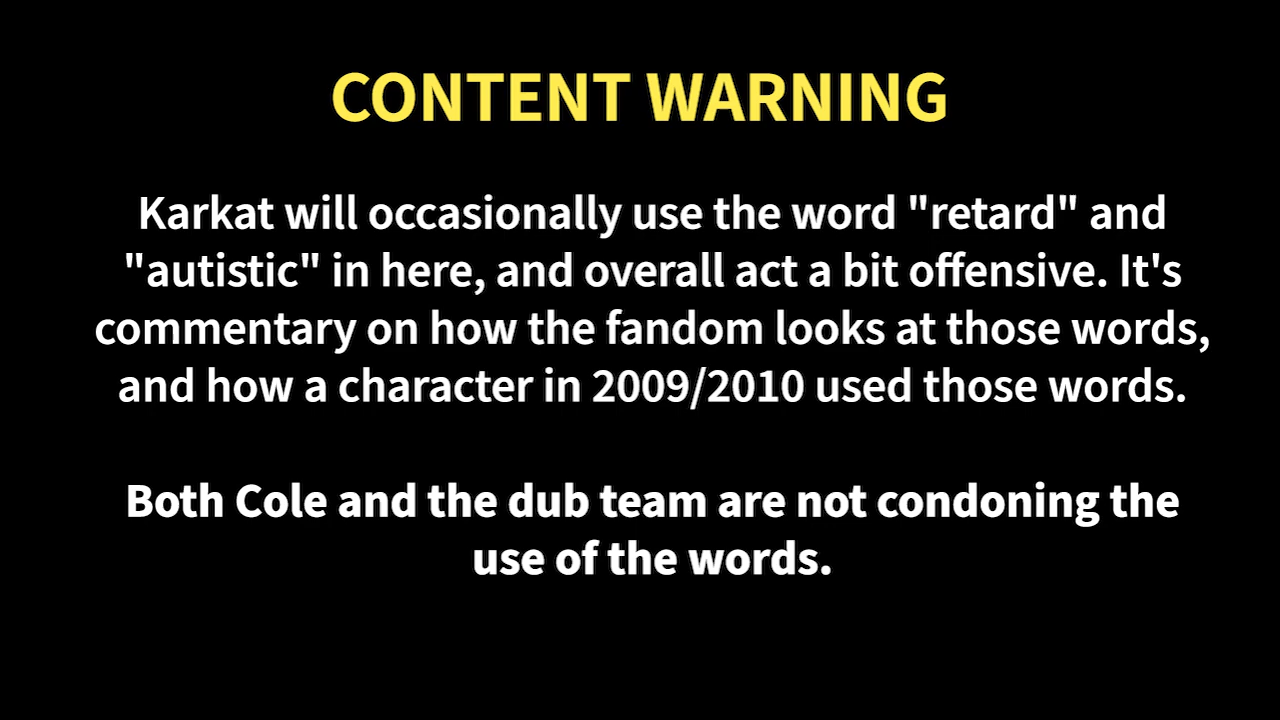 CONTENT WARNING
Karkat will occasionally use the word "retard" and
"autistic" in here, and overall act a bit offensive. It's
commentary on how the fandom looks at those words,
and how a character in 2009/2010 used those words.
Both Cole and the dub team are not condoning the
use of the words.